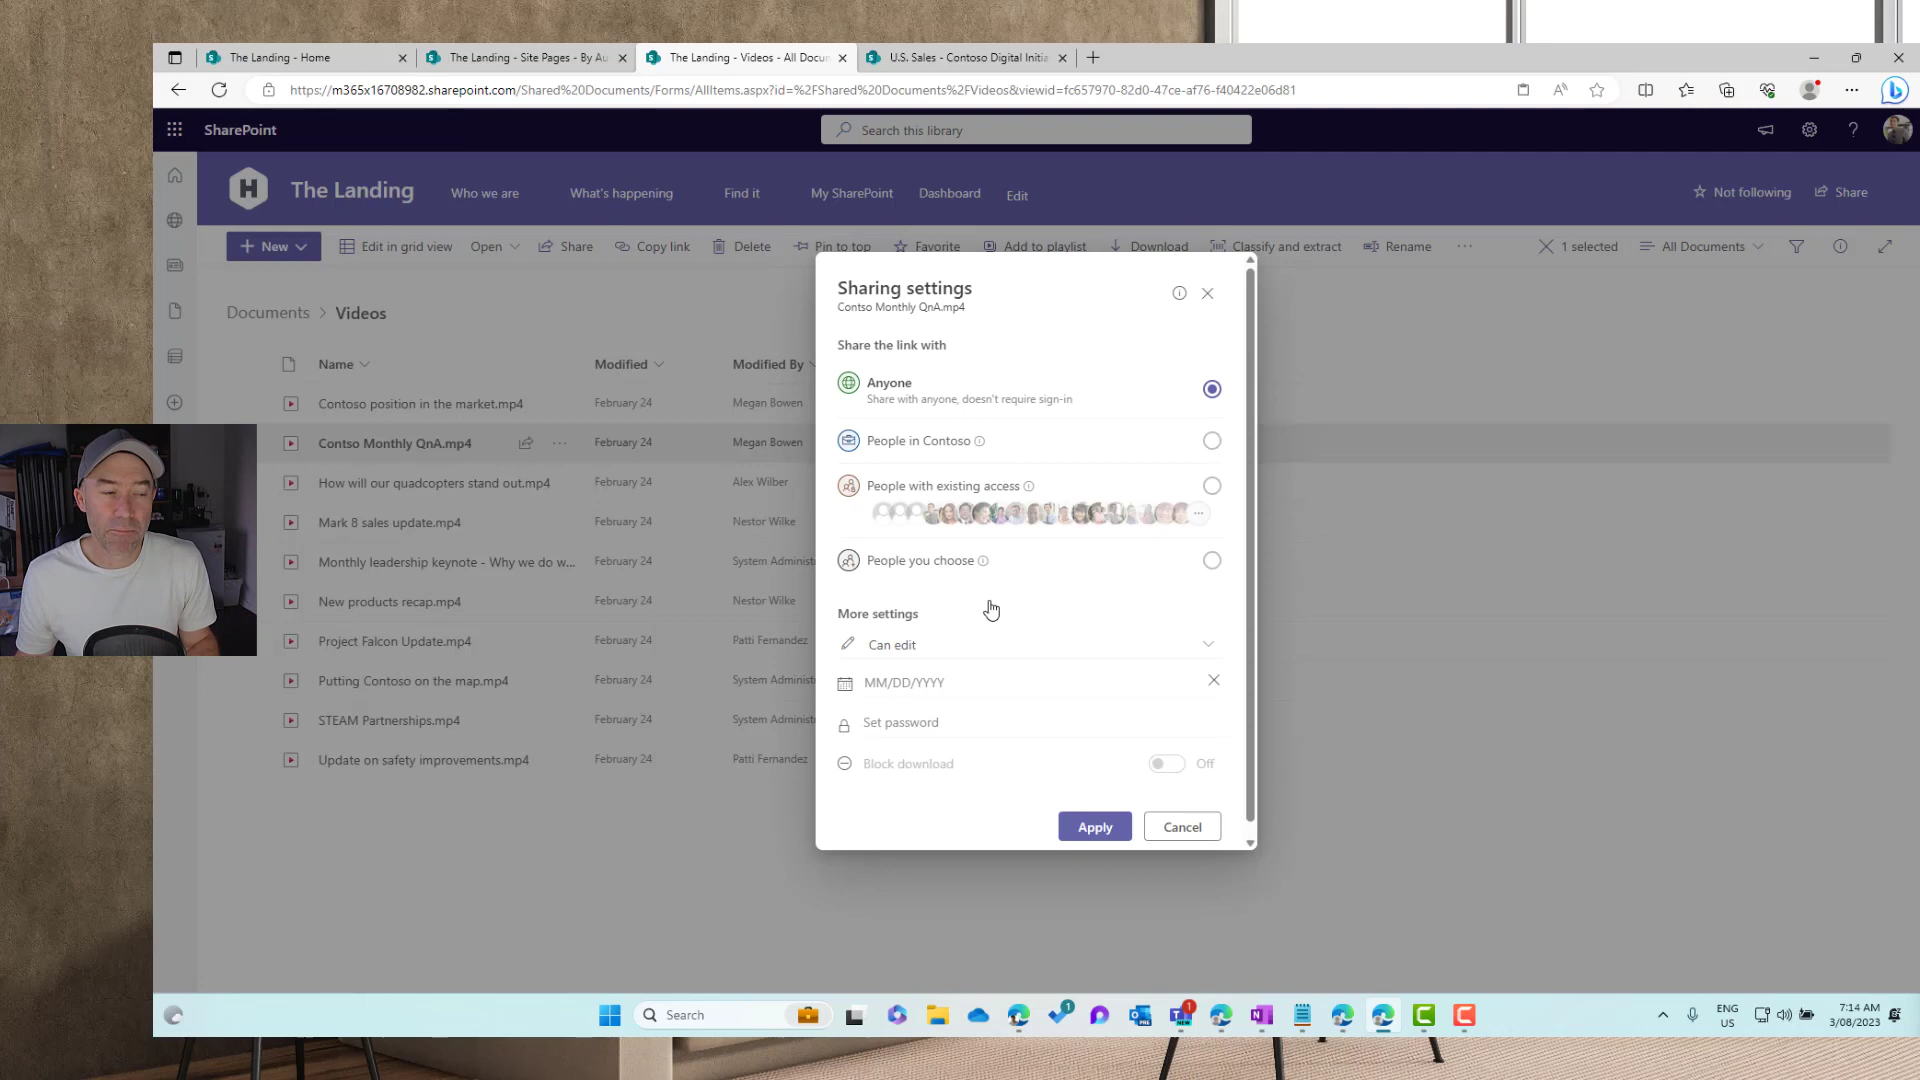 The Landing - Home
The Landing - Site Pages - By Au
The Landing - Videos - All Docum
U.S. Sales - Contoso Digital Initia
https://m365x16708982.sharepoint.com/Shared%20Documents/Forms/AllItems.aspx?id=%2FShared%20Documents%2FVideos&viewid=fc657970-82d0-47ce-af76-f40422e06d81
SharePoint
Search this library
H
The Landing
Who we are
What's happening
Find it
My SharePoint
Dashboard
Edit
Not following
Share
New
Edit in grid view
Open
Share
Copy link
Delete
Pin to top
Favorite
Add to playlist
Download
Classify and extract
Rename
1 selected
All Documents
Documents > Videos
Name
Modified
Modified By
Contoso position in the market.mp4 February 24 Megan Bowen
Contso Monthly QnA.mp4 February 24 Megan Bowen
How will our quadcopters stand out.mp4 February 24 Alex Wilber
Mark 8 sales update.mp4 February 24 Nestor Wilke
Monthly leadership keynote - Why we do w... February 24 System Administ
New products recap.mp4 February 24 Nestor Wilke
Project Falcon Update.mp4 February 24 Patti Fernandez
Putting Contoso on the map.mp4 February 24 System Administ
STEAM Partnerships.mp4 February 24 System Administ
Update on safety improvements.mp4 February 24 Patti Fernandez
Sharing settings
Contso Monthly QnA.mp4
Share the link with
Anyone
Share with anyone, doesn't require sign-in
People in Contoso
People with existing access
People you choose
More settings
Can edit
MM/DD/YYYY
Set password
Block download
Off
Apply
Cancel
Search
ENG
US
7:14 AM
3/08/2023